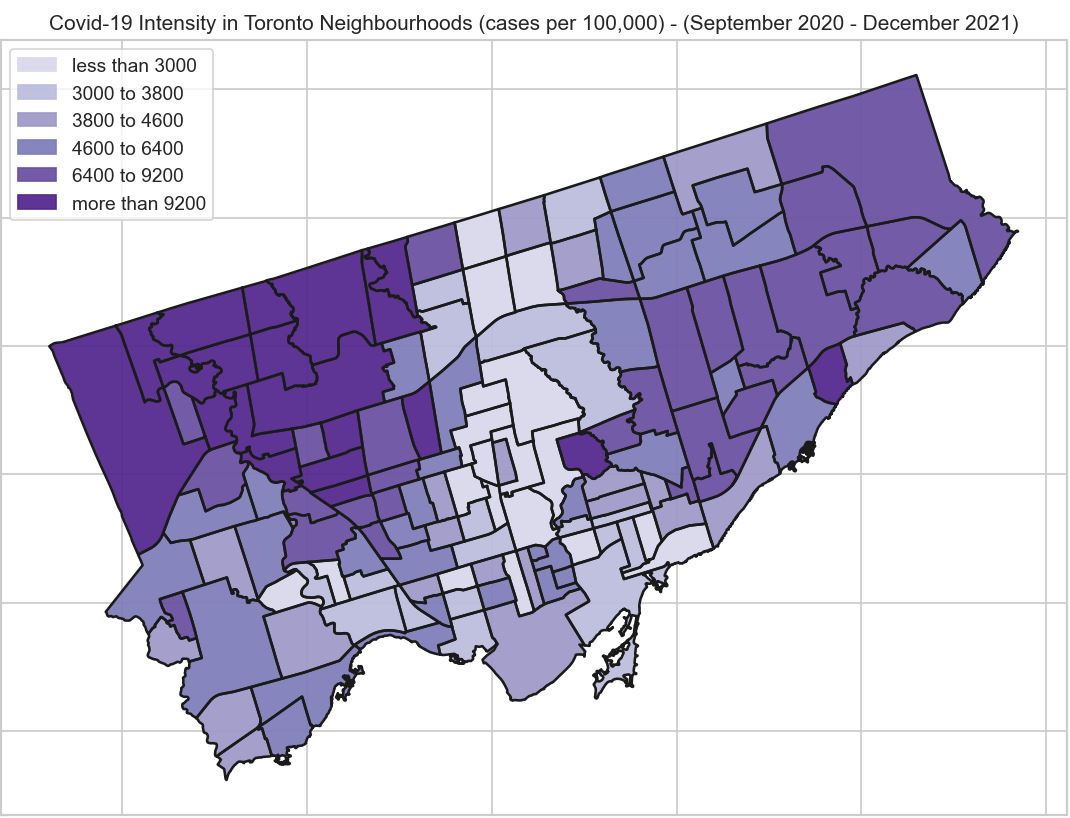 Covid-19 Intensity in Toronto Neighbourhoods (cases per 100,000) - (September 2020 - December 2021)
less than 3000
3000 to 3800
3800 to 4600
4600 to 6400
6400 to 9200
more than 9200